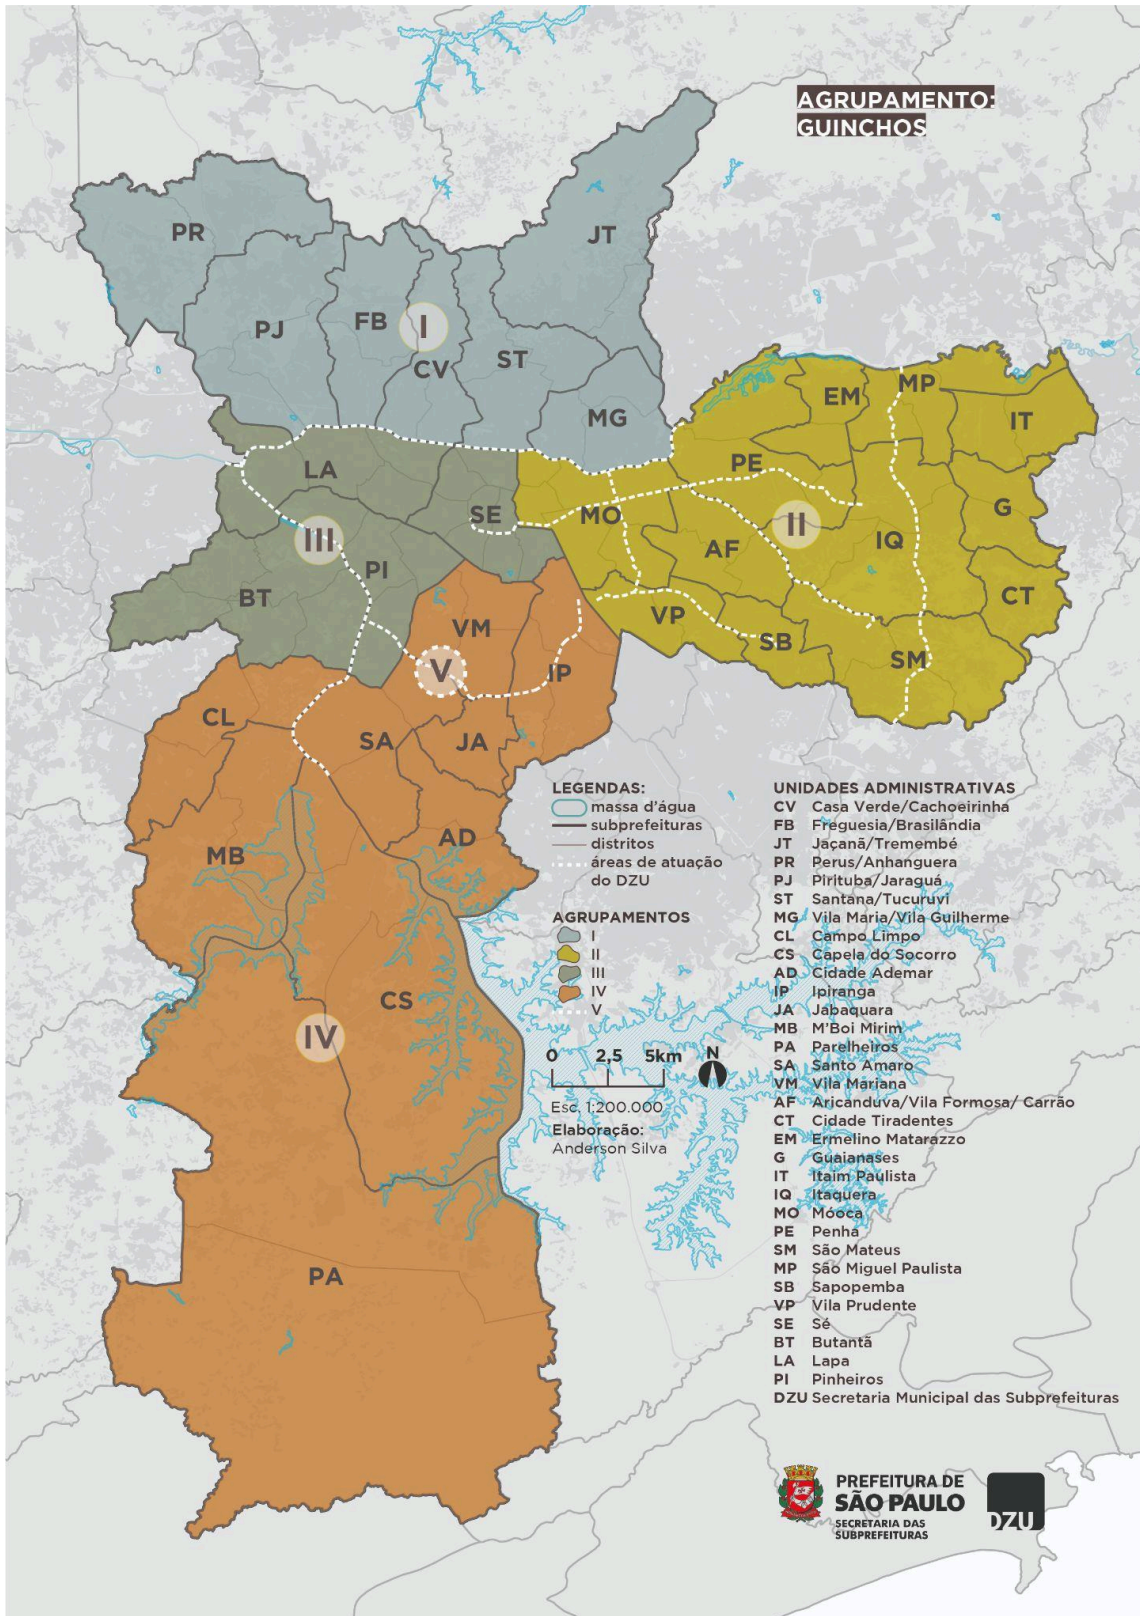 AGRUPAMENTO:
GUINCHOS
PR
JT
PJ
FB
I
CV
ST
MG
EM
MP
IT
LA
PE
SE
MO
II
G
III
AF
IQ
PI
BT
CT
VM
VP
SB
SM
V
IP
CL
SA
JA
MB
AD
CS
IV
PA
LEGENDAS:
massa d'água
subprefeituras
distritos
áreas de atuação
do DZU
AGRUPAMENTOS
I
II
III
IV
V
0 2,5 5km N
Esc. 1:200.000
Elaboração:
Anderson Silva
UNIDADES ADMINISTRATIVAS
CV Casa Verde/Cachoeirinha
FB Freguesia/Brasilândia
JT Jaçanã/Tremembé
PR Perus/Anhanguera
PJ Pirituba/Jaraguá
ST Santana/Tucuruvi
MG Vila Maria/Vila Guilherme
CL Campo Limpo
CS Capela do Socorro
AD Cidade Ademar
IP Ipiranga
JA Jabaquara
MB M'Boi Mirim
PA Parelheiros
SA Santo Amaro
VM Vila Mariana
AF Aricanduva/Vila Formosa/ Carrão
CT Cidade Tiradentes
EM Ermelino Matarazzo
G Guaianases
IT Itaim Paulista
IQ Itaquera
MO Móoca
PE Penha
SM São Mateus
MP São Miguel Paulista
SB Sapopemba
VP Vila Prudente
SE Sé
BT Butantã
LA Lapa
PI Pinheiros
DZU Secretaria Municipal das Subprefeituras
PREFEITURA DE
SÃO PAULO
SECRETARIA DAS
SUBPREFEITURAS
DZU